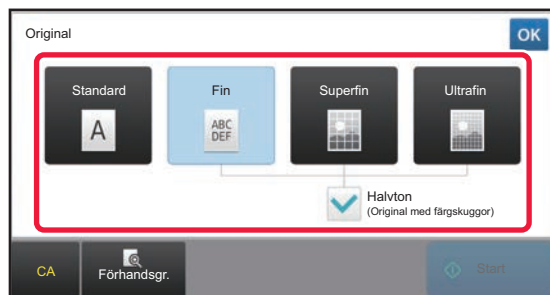 Original
OK
Standard
Fin
Superfin
Ultrafin
A
ABC
DEF
Halvton
(Original med färgskuggor)
CA
Förhandsgr.
Start